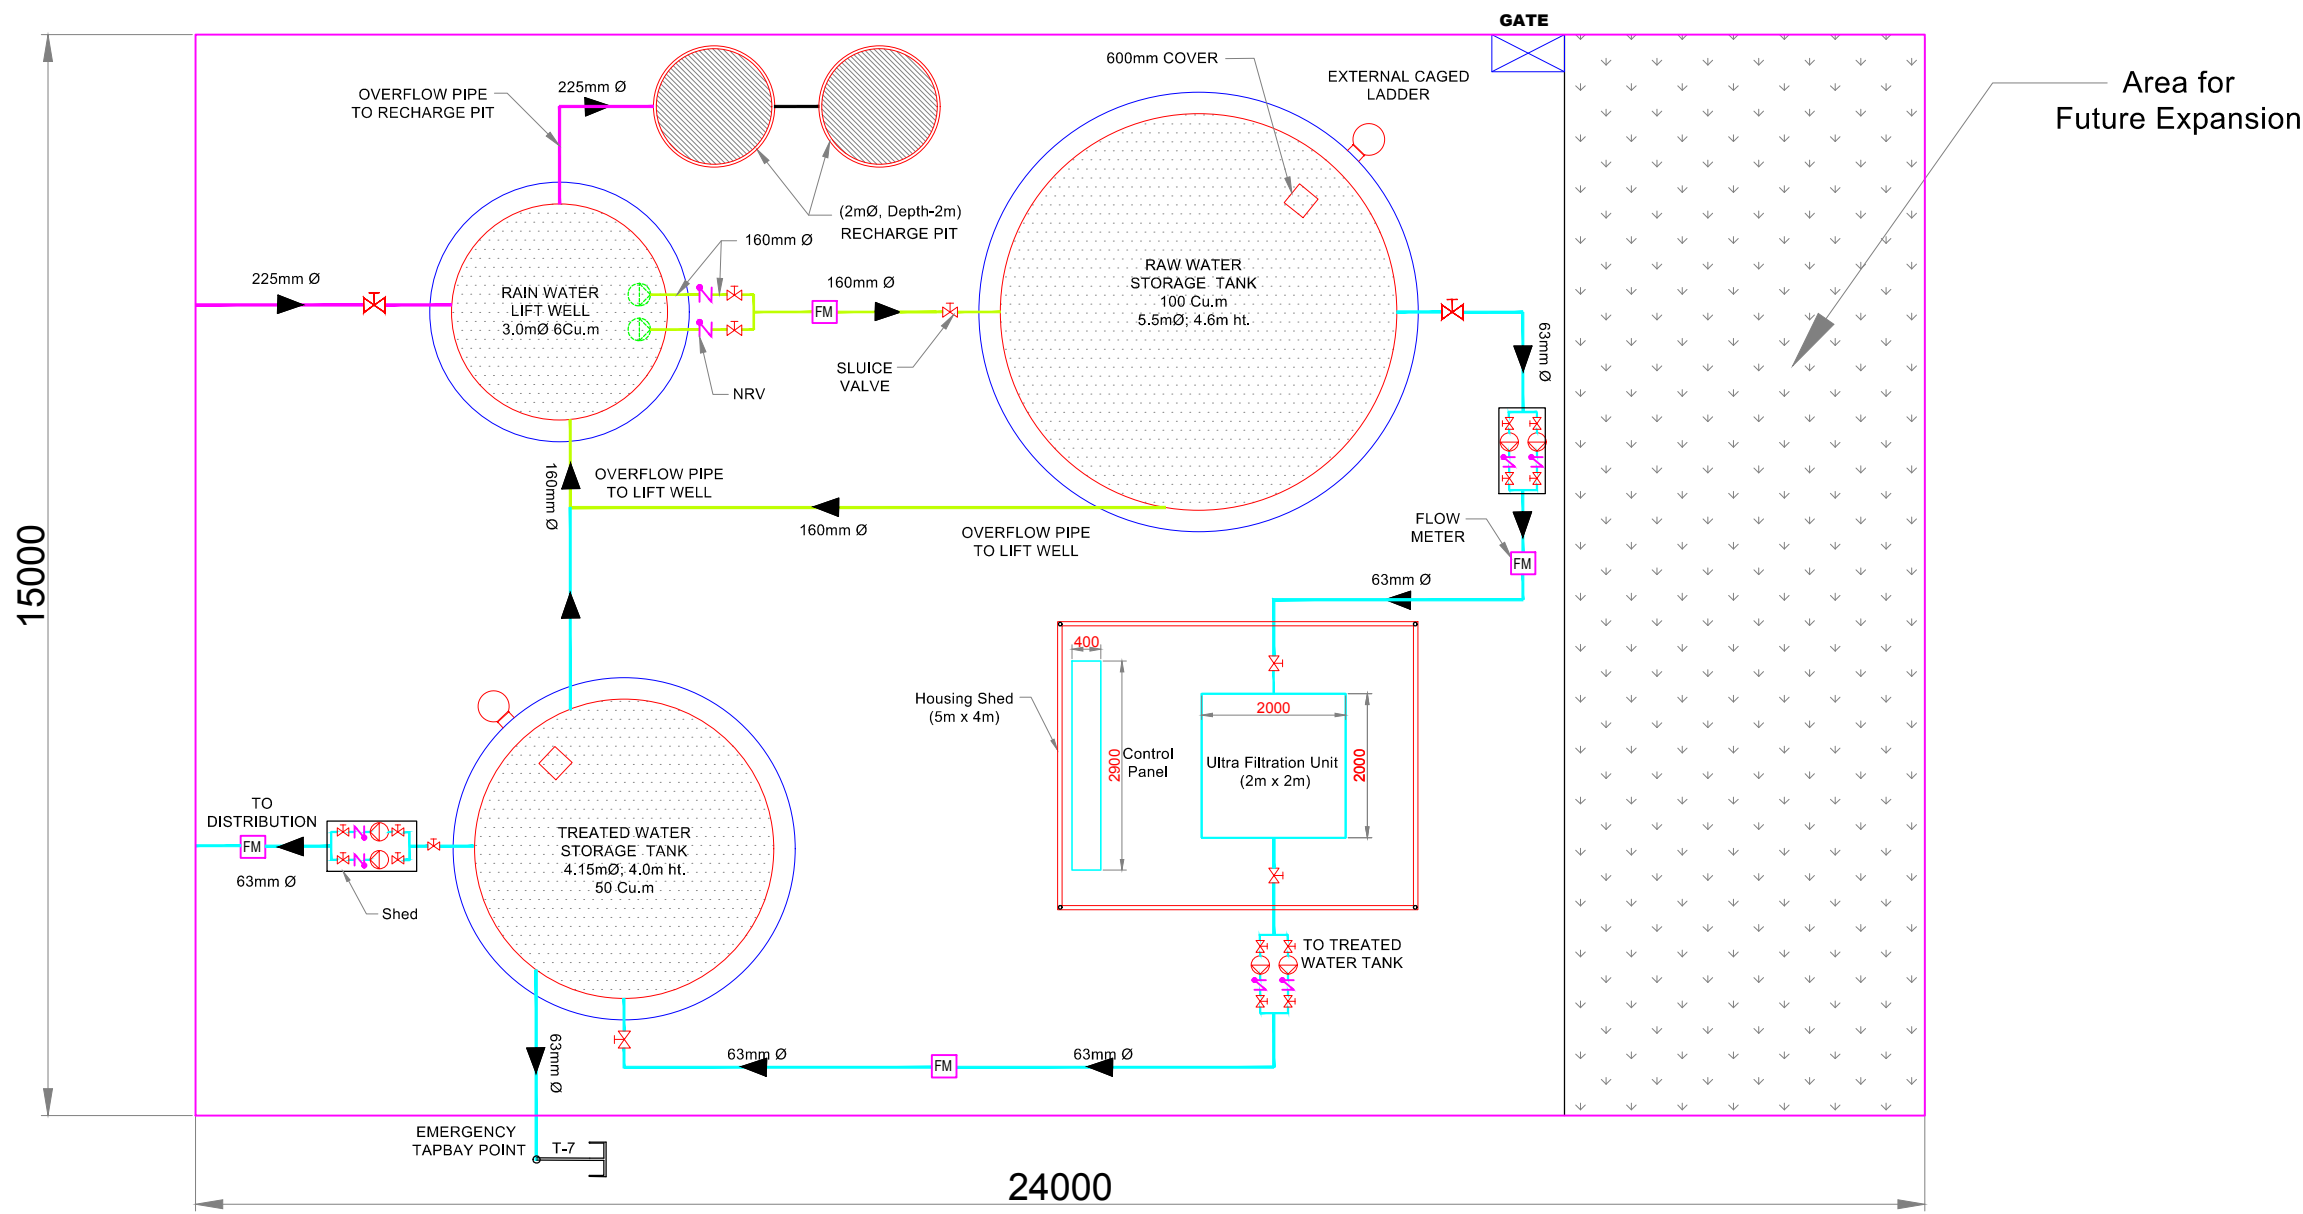 GATE
600mm COVER
EXTERNAL CAGED
LADDER
Area for
Future Expansion
225mm Ø
OVERFLOW PIPE
TO RECHARGE PIT
(2mØ, Depth-2m)
RECHARGE PIT
160mm Ø
225mm Ø
RAIN WATER
LIFT WELL
3.0mØ 6Cu.m
160mm Ø
FM
RAW WATER
STORAGE TANK
100 Cu.m
5.5mØ; 4.6m ht.
SLUICE
VALVE
NRV
63mm Ø
160mm Ø
OVERFLOW PIPE
TO LIFT WELL
160mm Ø
OVERFLOW PIPE
TO LIFT WELL
FLOW
METER
FM
63mm Ø
15000
400
Housing Shed
(5m x 4m)
2900
Control
Panel
2000
Ultra Filtration Unit
(2m x 2m)
2000
TO
DISTRIBUTION
FM
63mm Ø
Shed
TREATED WATER
STORAGE TANK
4.15mØ; 4.0m ht.
50 Cu.m
TO TREATED
WATER TANK
63mm Ø
63mm Ø
FM
63mm Ø
EMERGENCY
TAPBAY POINT
T-7
24000